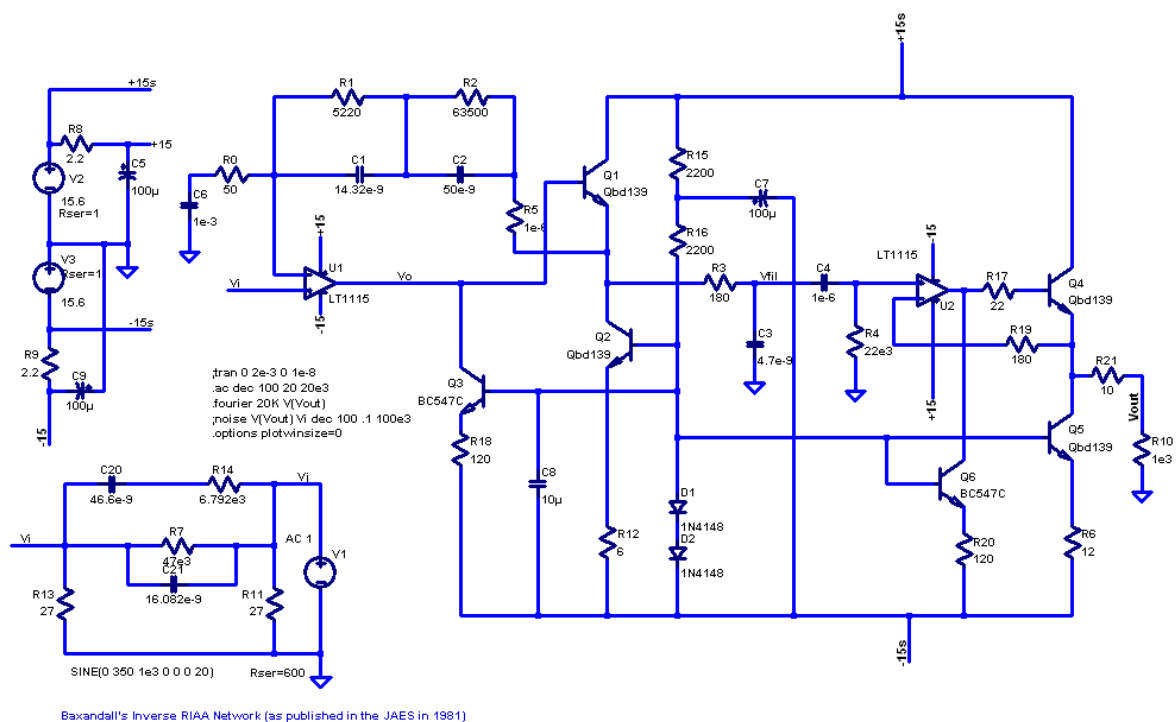 +15s
R8
2.2
+15
C5
100µ
V2
15.6
Rser=1
V3
Rser=1
15.6
-15s
R9
2.2
C9
100µ
-15
R1
5220
R2
63500
C1
14.32e-9
C2
50e-9
R0
50
C6
1e-3
R5
+15
U1
LT1115
-15
Vi
Vo
Q1
Qbd139
+15s
R15
2200
C7
100µ
R16
2200
R3
180
Vfil
C4
1e-6
C3
4.7e-9
R4
22e3
LT1115
-15
U2
+15
R17
22
Q4
Qbd139
R19
180
R21
10
Vout
R10
1e3
Q2
Qbd139
Q3
BC547C
R18
120
C8
10µ
R12
6
D1
1N4148
D2
1N4148
Q5
Qbd139
Q6
BC547C
R20
120
R6
12
-15s
;tran 0 2e-3 0 1e-8
.ac dec 100 20 20e3
.fourier 20K V(Vout)
;noise V(Vout) Vi dec 100 .1 100e3
.options plotwinsize=0
C20
46.6e-9
R14
6.792e3
Vj
Vi
R7
47e3
C21
16.082e-9
AC 1
V1
R13
27
R11
27
SINE(0 350 1e3 0 0 0 20)
Rser=600
Baxandall's Inverse RIAA Network (as published in the JAES in 1981)